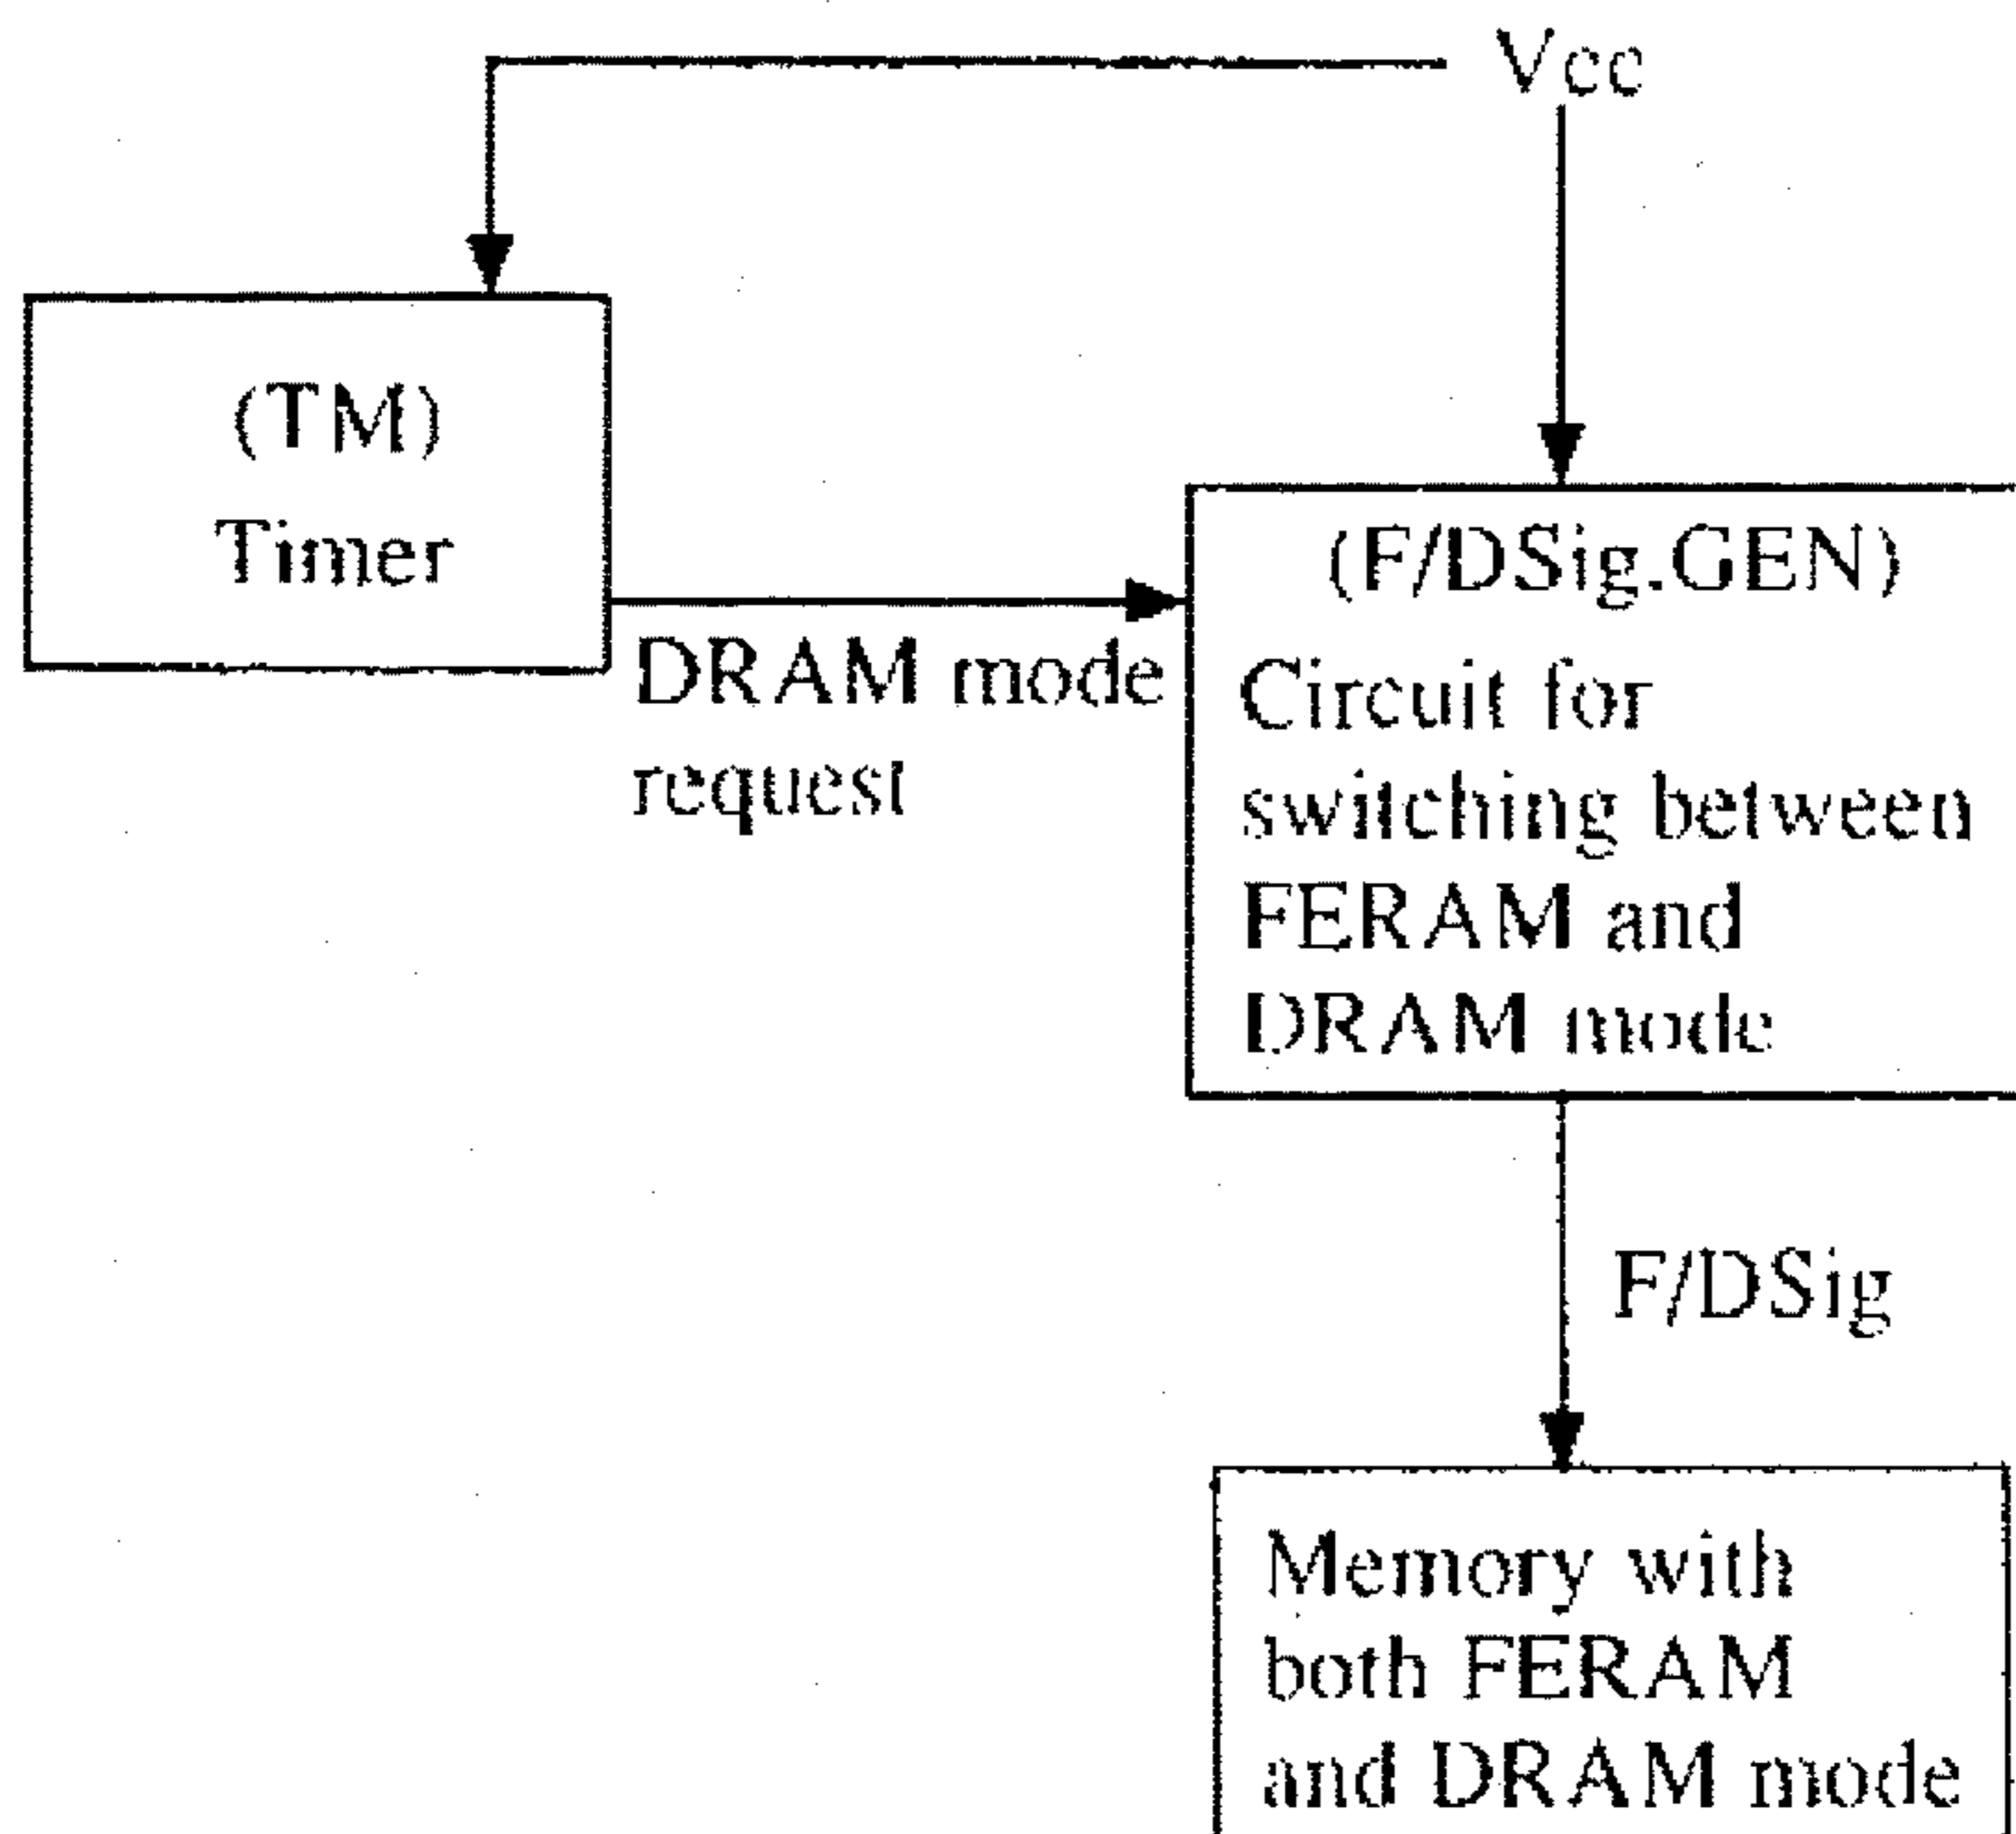 Vcc
(TM)
Timer
DRAM mode
request
(F/DSig.GEN)
Circuit for
switching between
FERAM and
DRAM mode
F/DSig
Memory with
both FERAM
and DRAM mode